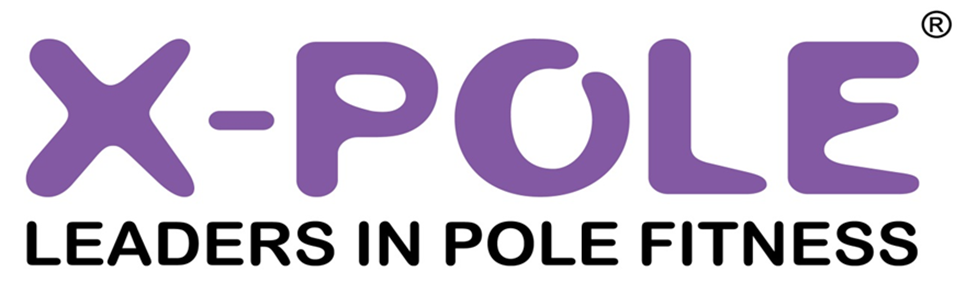 X-POLE®
LEADERS IN POLE FITNESS